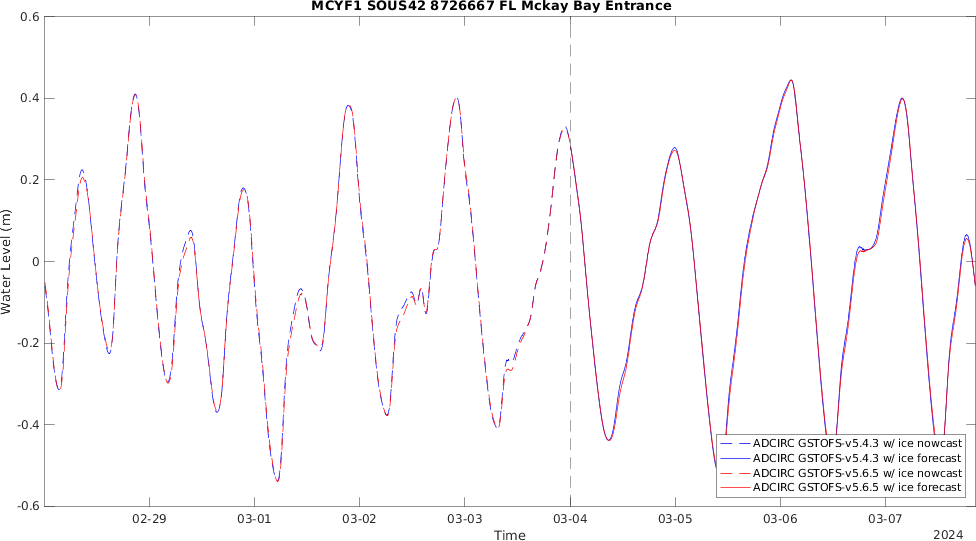 MCYF1 SOUS42 8726667 FL Mckay Bay Entrance
0.6
0.4
0.2
0
-0.2
-0.4
-0.6
Water Level (m)
02-29
03-01
03-02
03-03
03-04
03-05
03-06
03-07
Time
2024
ADCIRC GSTOFS-v5.4.3 w/ ice nowcast
ADCIRC GSTOFS-v5.4.3 w/ ice forecast
ADCIRC GSTOFS-v5.6.5 w/ ice nowcast
ADCIRC GSTOFS-v5.6.5 w/ ice forecast